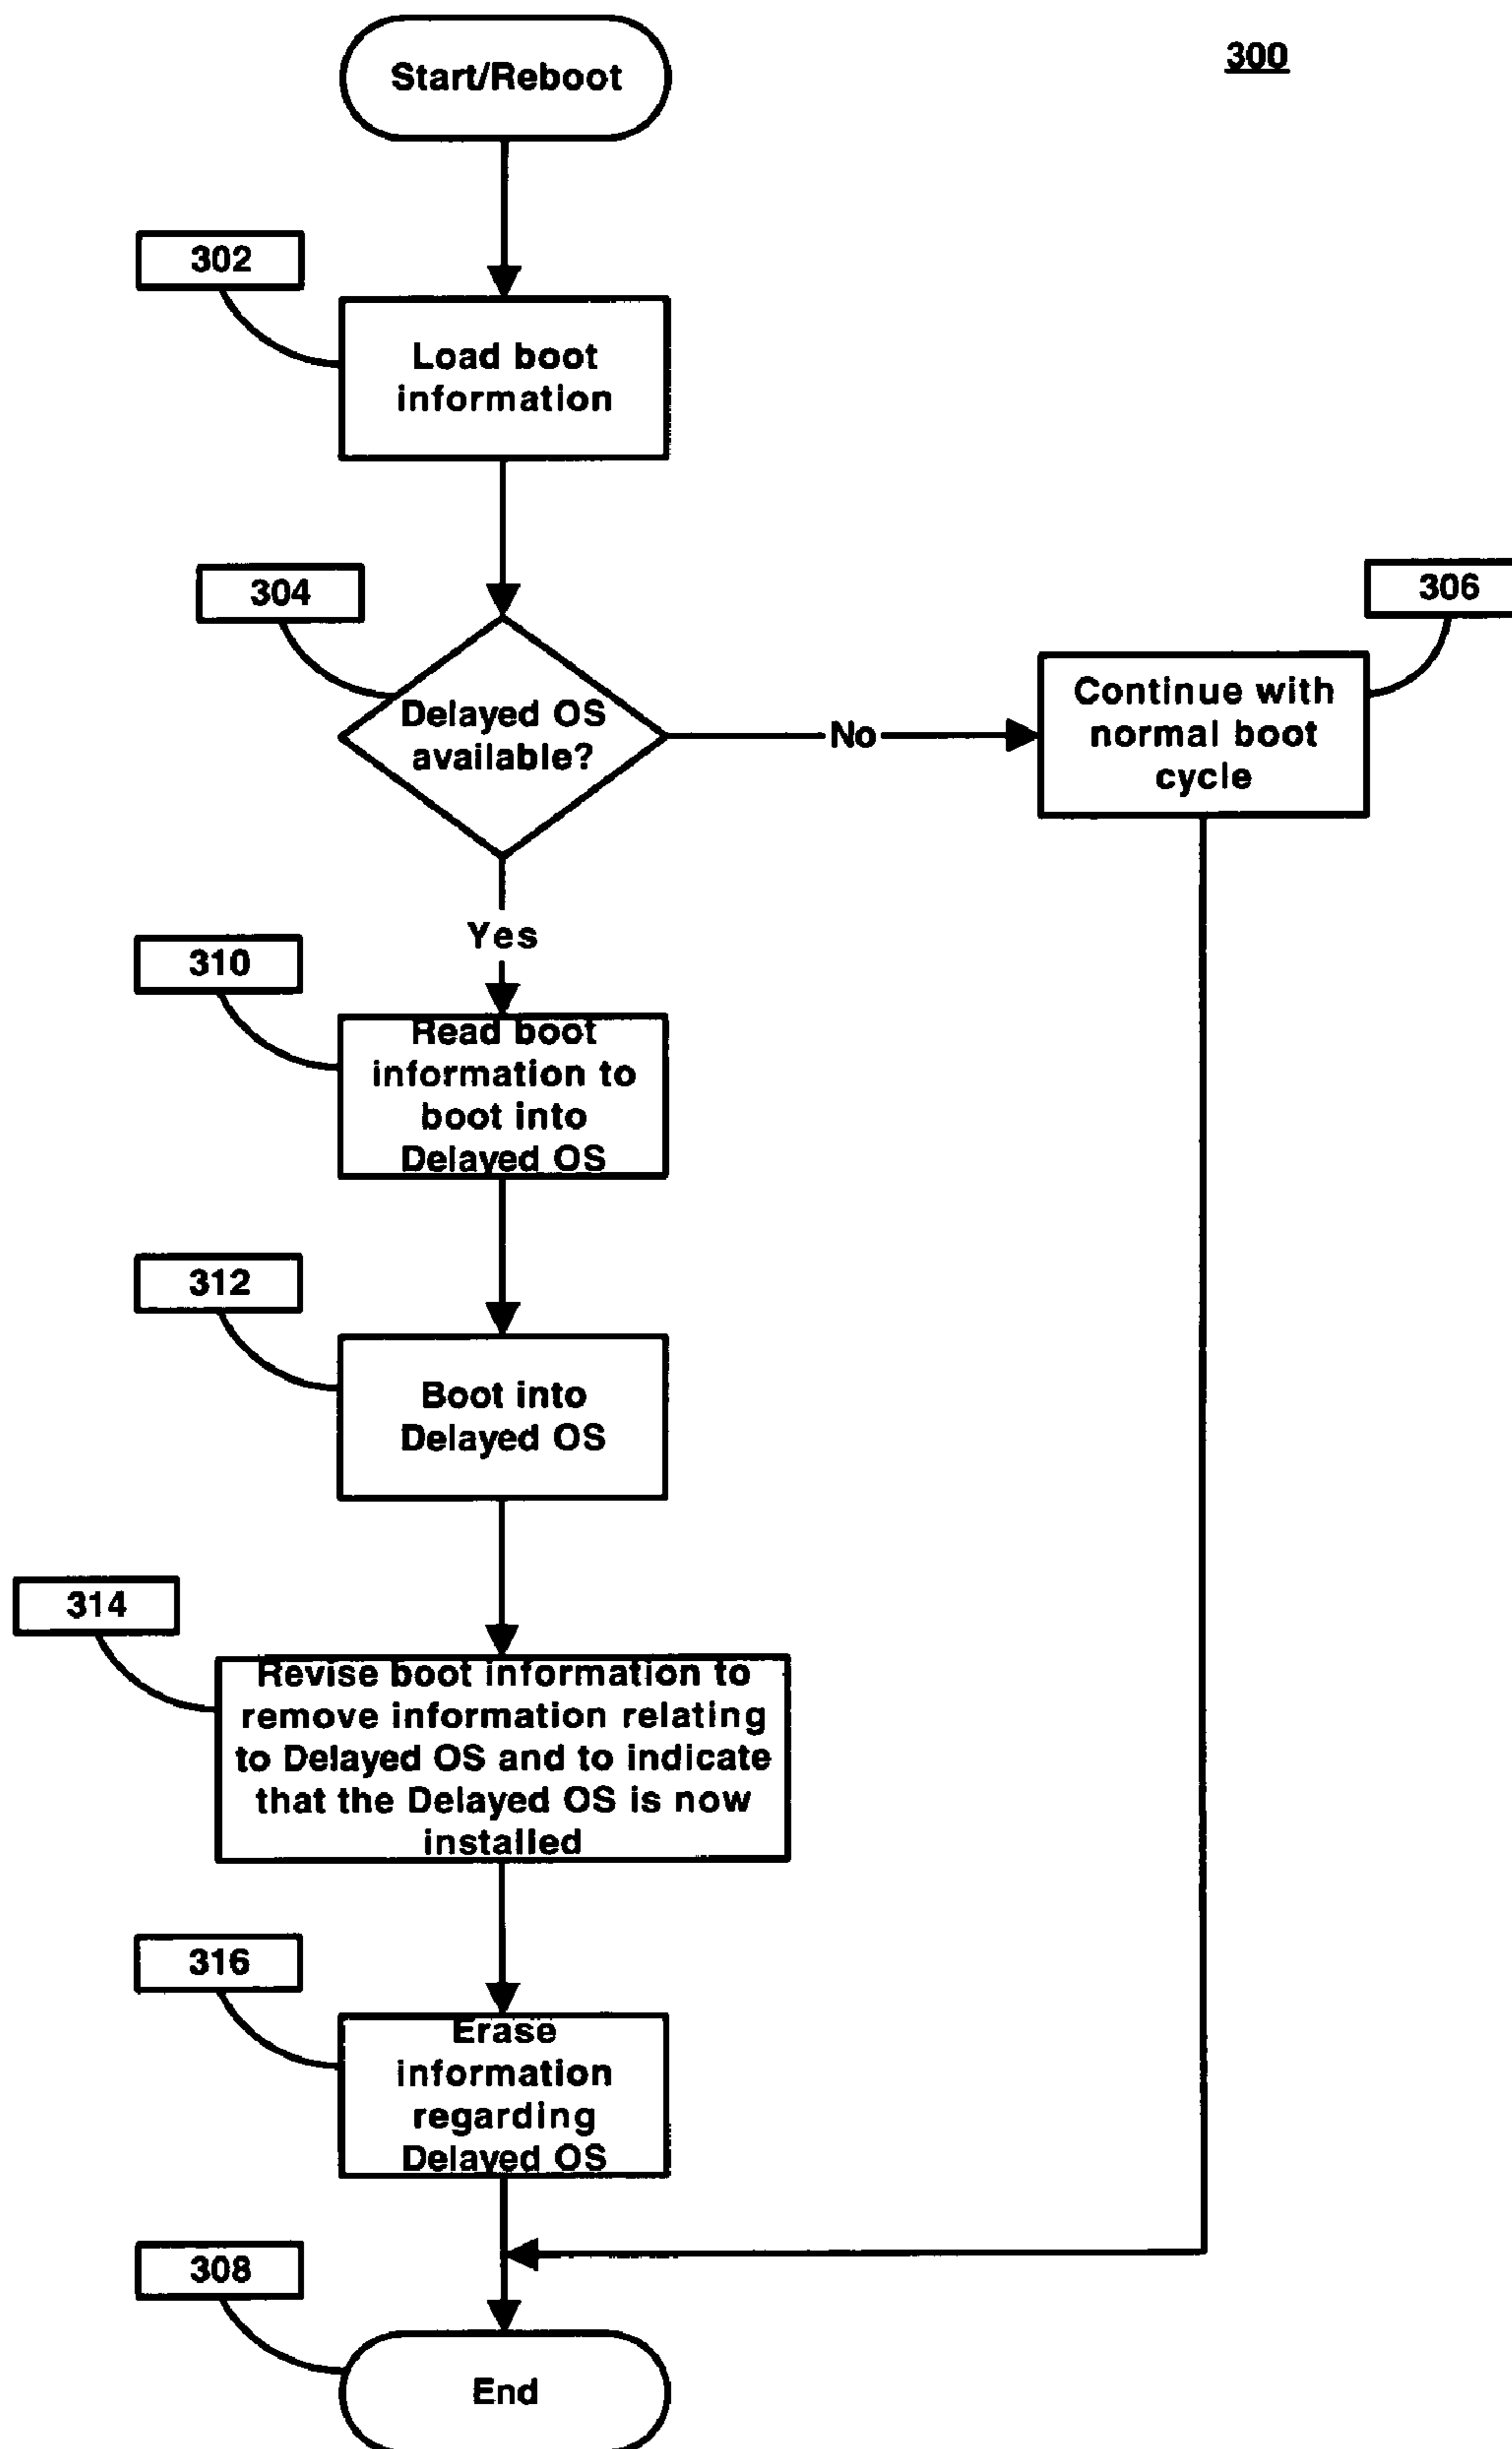 Start/Reboot
300
302
Load boot
information
304
Delayed OS
available?
No
306
Continue with
normal boot
cycle
Yes
310
Read boot
information to
boot into
Delayed OS
312
Boot into
Delayed OS
314
Revise boot information to
remove information relating
to Delayed OS and to indicate
that the Delayed OS is now
installed
316
Erase
information
regarding
Delayed OS
308
End